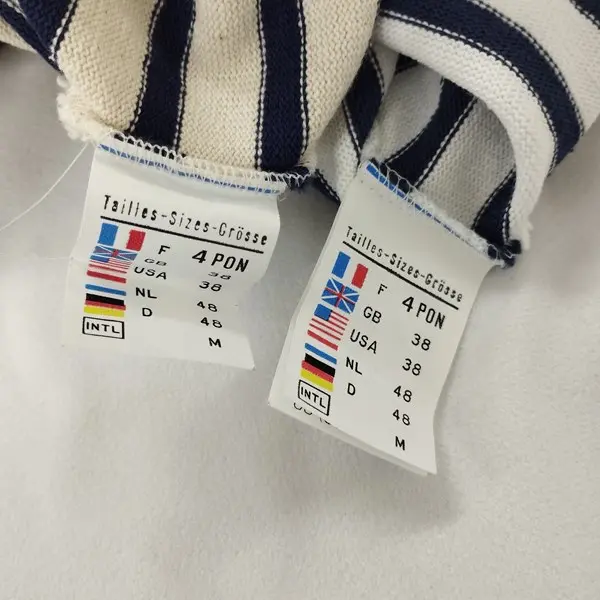 Tailles-Sizes-Grösse
F 4 PON
GB 38
USA 38
NL 48
D 48
INTL M
Tailles-Sizes-Grösse
F 4 PON
GB 38
USA 38
NL 48
D 48
INTL M